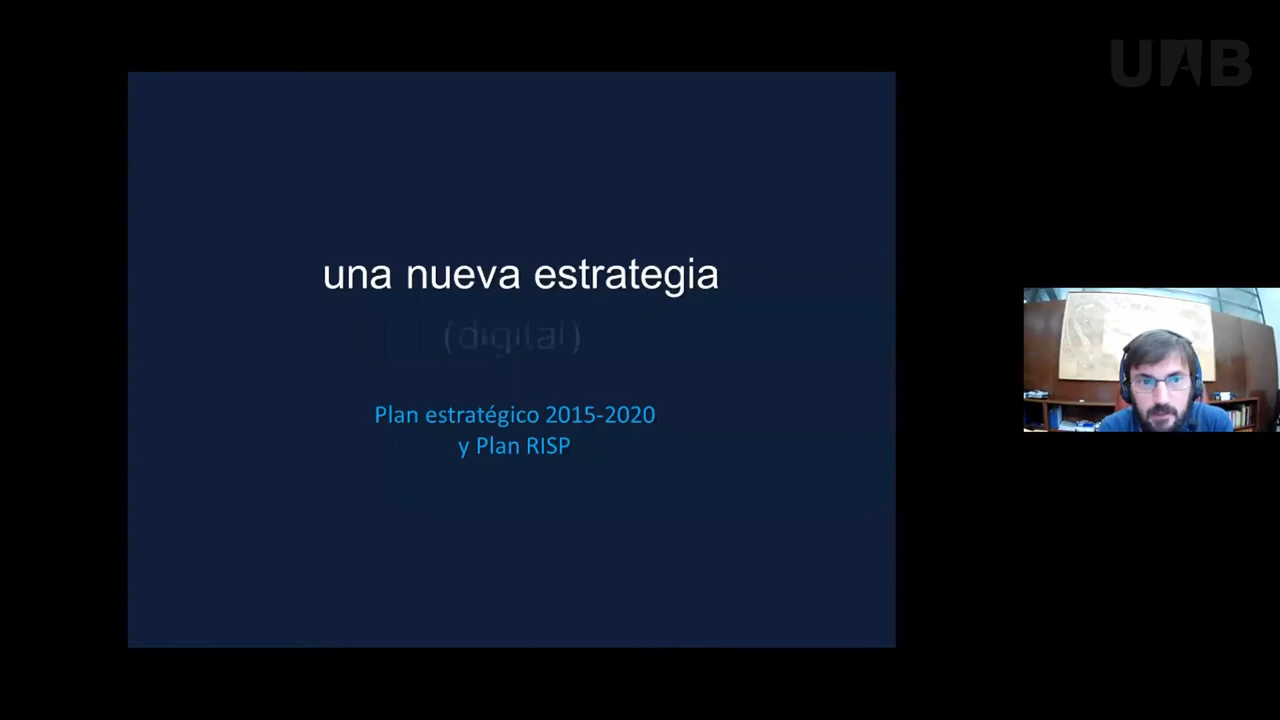 UAB
una nueva estrategia
(digital)
Plan estratégico 2015-2020
y Plan RISP